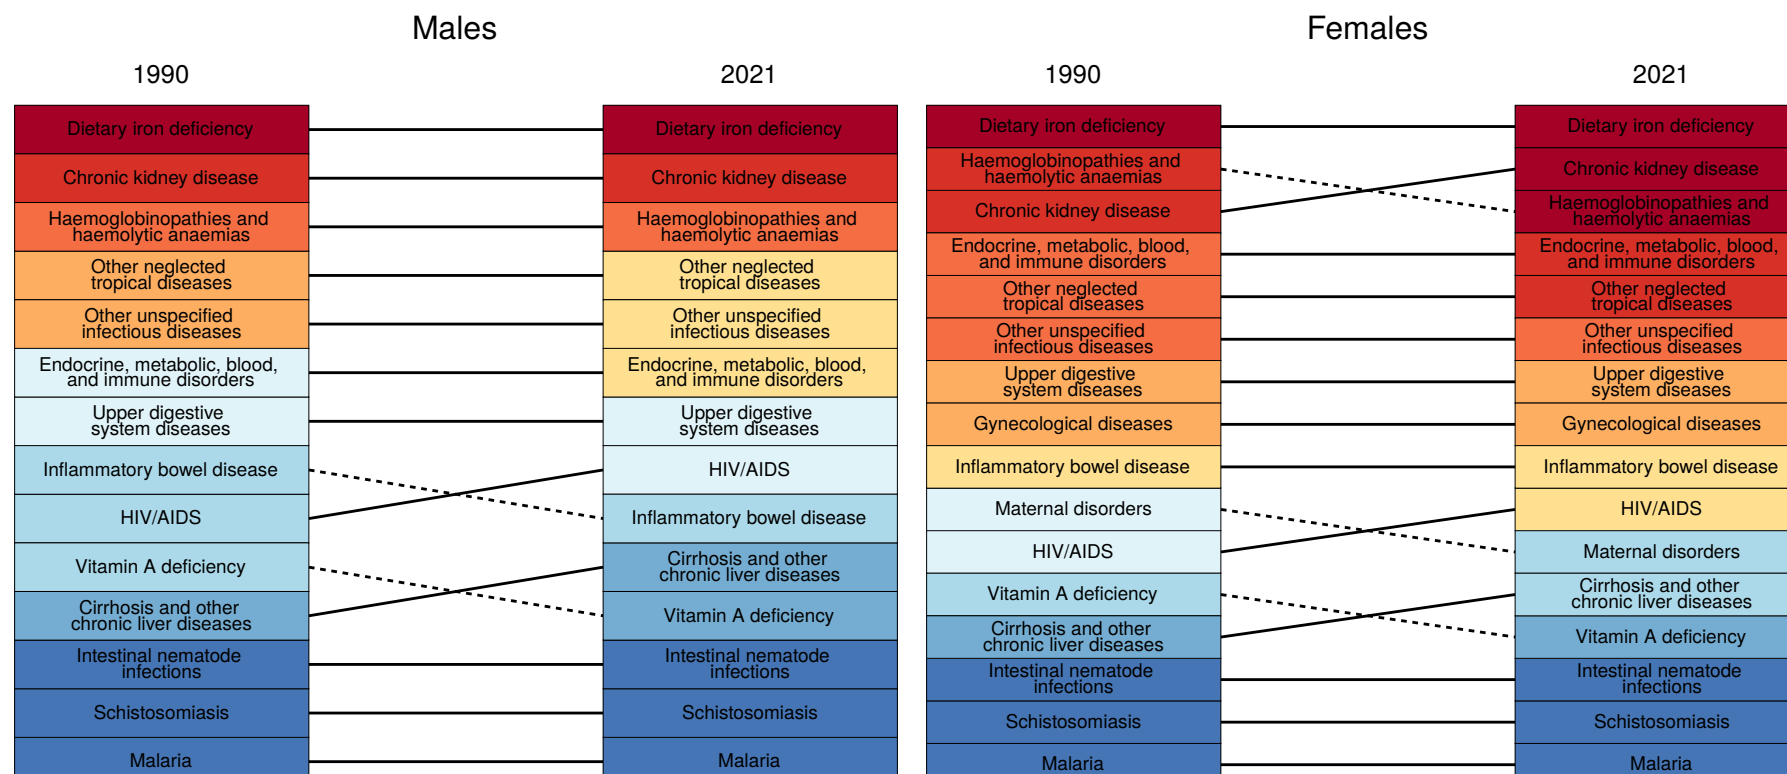 Males
1990
2021
Dietary iron deficiency
Chronic kidney disease
Haemoglobinopathies and
haemolytic anaemias
Other neglected
tropical diseases
Other unspecified
infectious diseases
Endocrine, metabolic, blood,
and immune disorders
Upper digestive
system diseases
Inflammatory bowel disease
HIV/AIDS
Vitamin A deficiency
Cirrhosis and other
chronic liver diseases
Intestinal nematode
infections
Schistosomiasis
Malaria
Dietary iron deficiency
Chronic kidney disease
Haemoglobinopathies and
haemolytic anaemias
Other neglected
tropical diseases
Other unspecified
infectious diseases
Endocrine, metabolic, blood,
and immune disorders
Upper digestive
system diseases
HIV/AIDS
Inflammatory bowel disease
Cirrhosis and other
chronic liver diseases
Vitamin A deficiency
Intestinal nematode
infections
Schistosomiasis
Malaria
Females
1990
2021
Dietary iron deficiency
Haemoglobinopathies and
haemolytic anaemias
Chronic kidney disease
Endocrine, metabolic, blood,
and immune disorders
Other neglected
tropical diseases
Other unspecified
infectious diseases
Upper digestive
system diseases
Gynecological diseases
Inflammatory bowel disease
Maternal disorders
HIV/AIDS
Vitamin A deficiency
Cirrhosis and other
chronic liver diseases
Intestinal nematode
infections
Schistosomiasis
Malaria
Dietary iron deficiency
Chronic kidney disease
Haemoglobinopathies and
haemolytic anaemias
Endocrine, metabolic, blood,
and immune disorders
Other neglected
tropical diseases
Other unspecified
infectious diseases
Upper digestive
system diseases
Gynecological diseases
Inflammatory bowel disease
HIV/AIDS
Maternal disorders
Cirrhosis and other
chronic liver diseases
Vitamin A deficiency
Intestinal nematode
infections
Schistosomiasis
Malaria